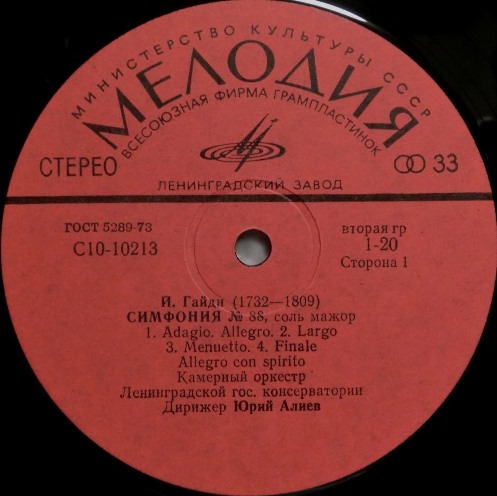 МИНИСТЕРСТВО КУЛЬТУРЫ СССР
МЕЛОДИЯ
ВСЕСОЮЗНАЯ ФИРМА ГРАМПЛАСТИНОК
СТЕРЕО
33
ЛЕНИНГРАДСКИЙ ЗАВОД
ГОСТ 5289-73
С10-10213
вторая гр
1-20
Сторона 1
Й. Гайдн (1732—1809)
СИМФОНИЯ № 88, соль мажор
1. Adagio. Allegro. 2. Largo
3. Menuetto. 4. Finale
Allegro con spirito
Камерный оркестр
Ленинградской гос. консерватории
Дирижер Юрий Алиев